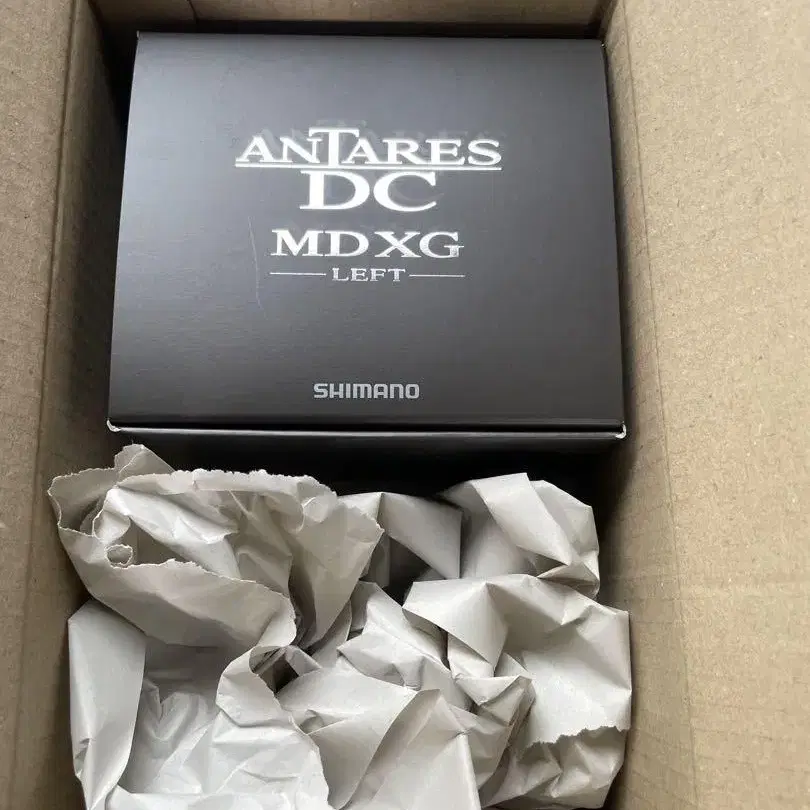 ANTARES
DC
MD XG
LEFT
SHIMANO